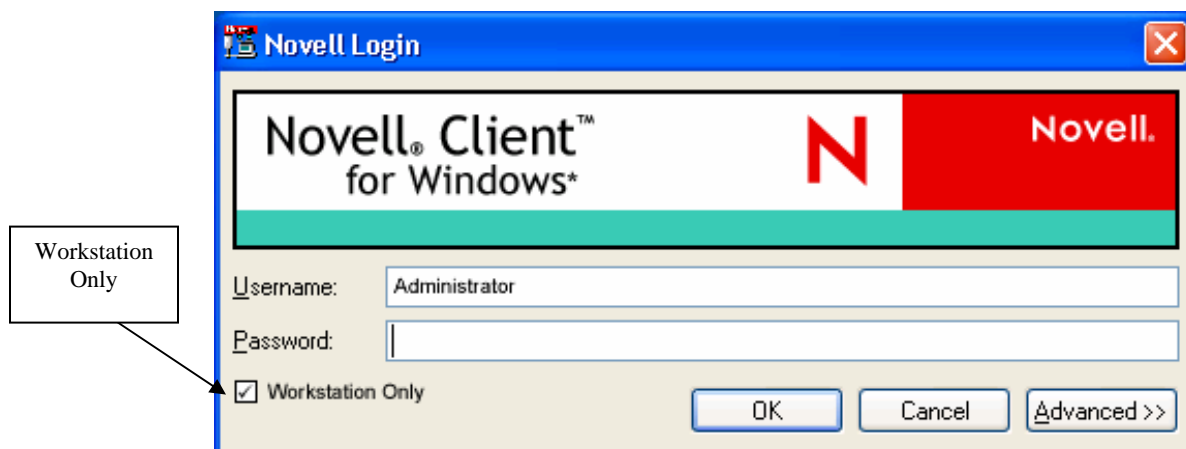 Novell Login
Novell® Client™
for Windows*
N
Novell®
Workstation
Only
Username: Administrator
Password:
Workstation Only
OK Cancel Advanced >>